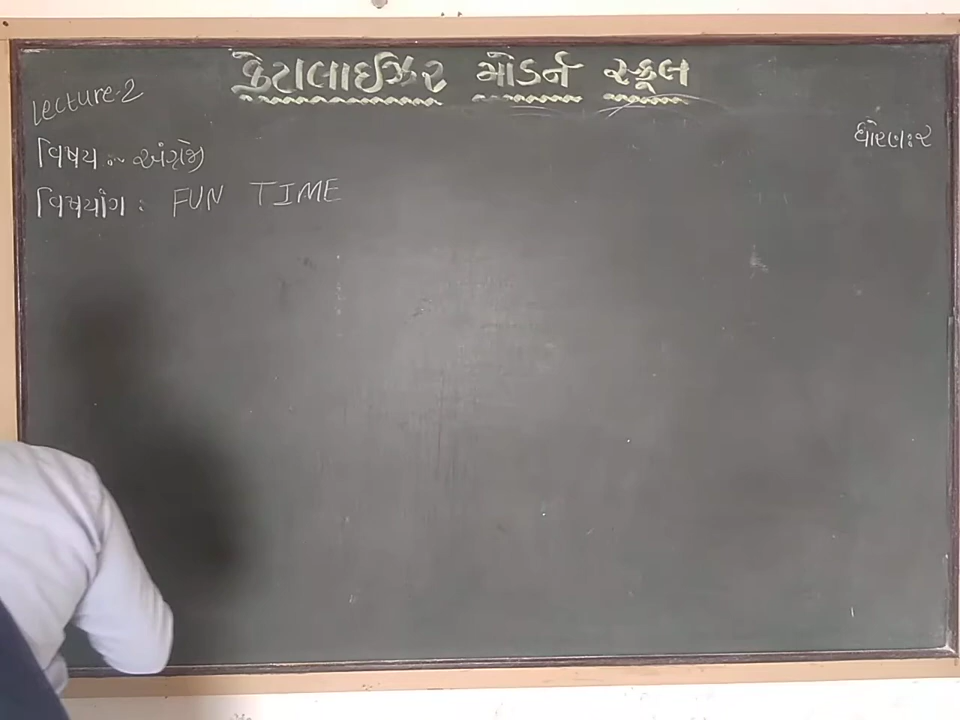 કેટાલાઈઝર મોડર્ન સ્કૂલ
Lecture-2
ધોરણ:૨
વિષય :~ અંગ્રેજી
વિષયાંગ : FUN TIME